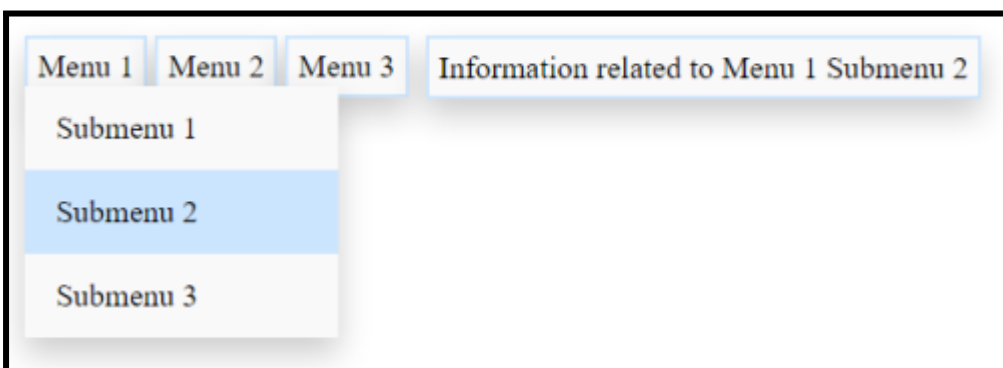 Menu 1 Menu 2 Menu 3 Information related to Menu 1 Submenu 2
Submenu 1
Submenu 2
Submenu 3